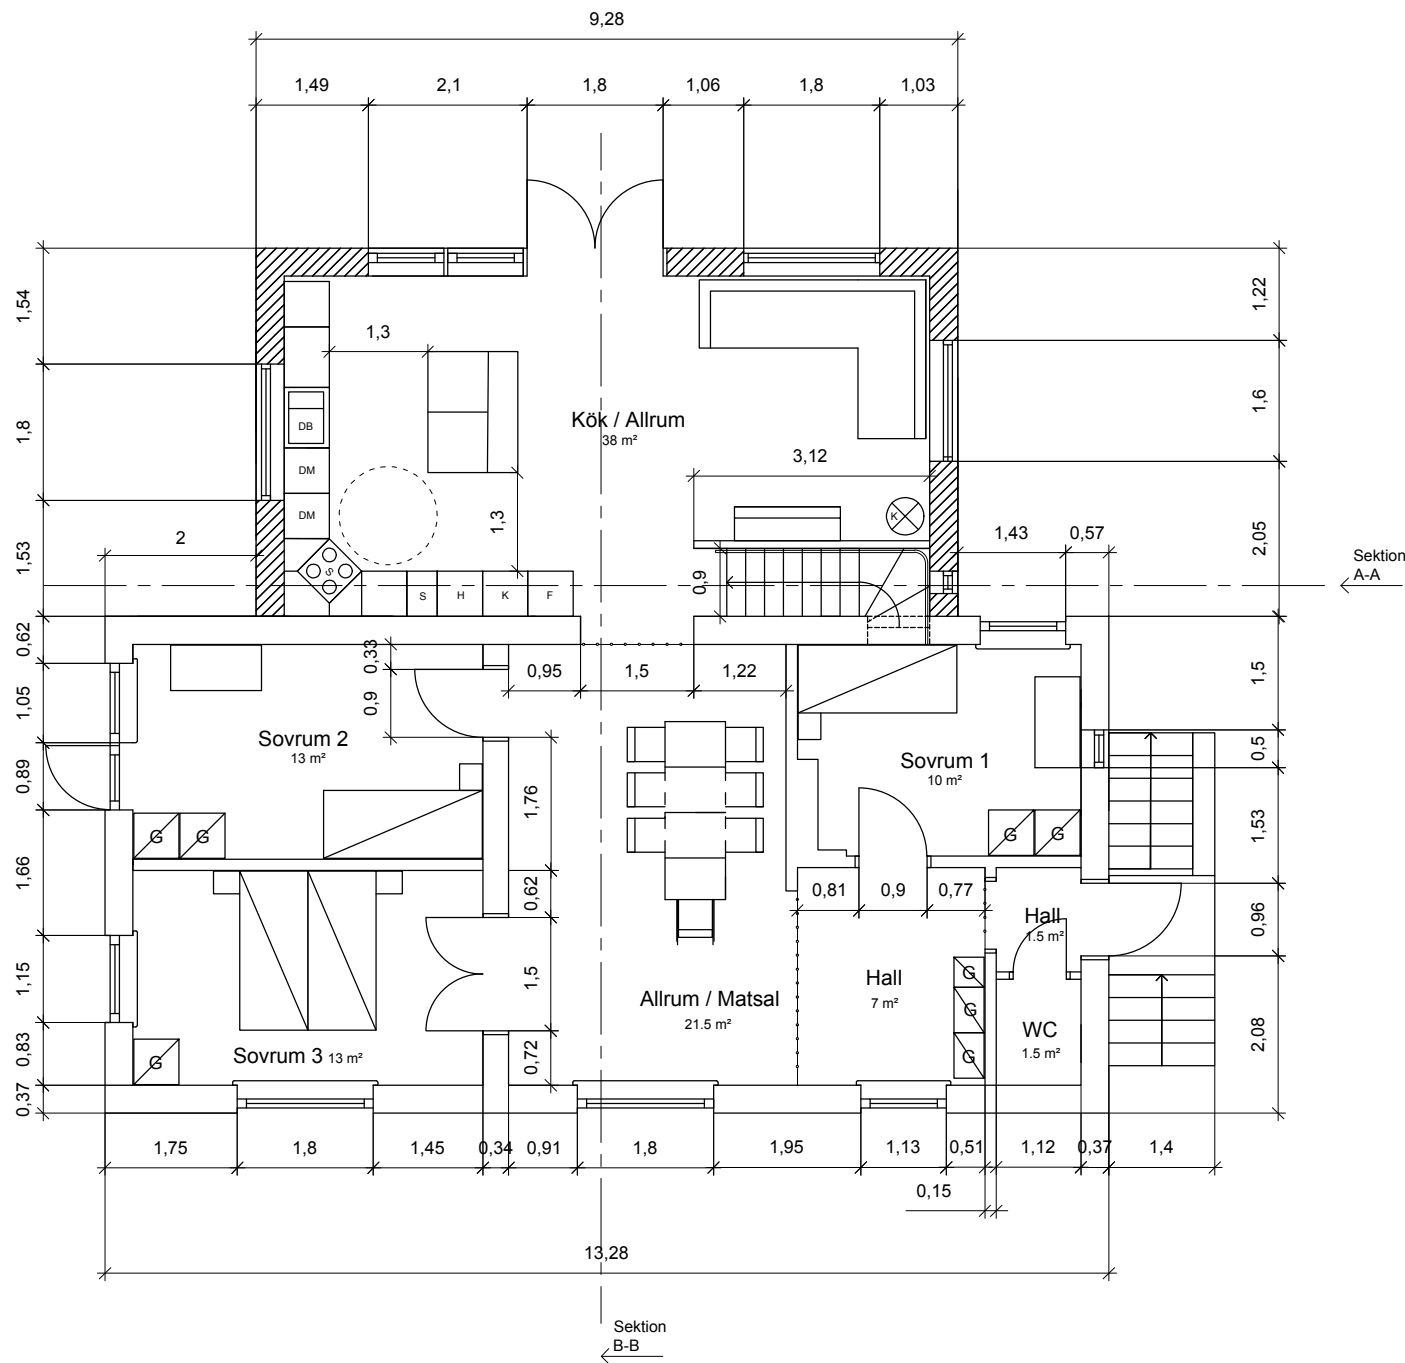 9,28
1,49
2,1
1,8
1,06
1,8
1,03
1,54
1,8
1,53
1,22
1,6
2,05
1,3
Kök / Allrum
38 m²
3,12
DB
DM
DM
1,3
K
2
1,43
0,57
S
S
H
K
F
0,9
Sektion
A-A
0,62
1,05
0,89
1,66
1,15
0,83
0,37
0,33
0,9
0,95
1,5
1,22
1,5
0,5
1,53
0,96
2,08
Sovrum 2
13 m²
Sovrum 1
10 m²
1,76
G
G
G
G
0,62
0,81
0,9
0,77
Hall
1.5 m²
1,5
Allrum / Matsal
21.5 m²
Hall
7 m²
G
G
G
WC
1.5 m²
Sovrum 3 13 m²
G
0,72
1,75
1,8
1,45
0,34
0,91
1,8
1,95
1,13
0,51
1,12
0,37
1,4
0,15
13,28
Sektion
B-B